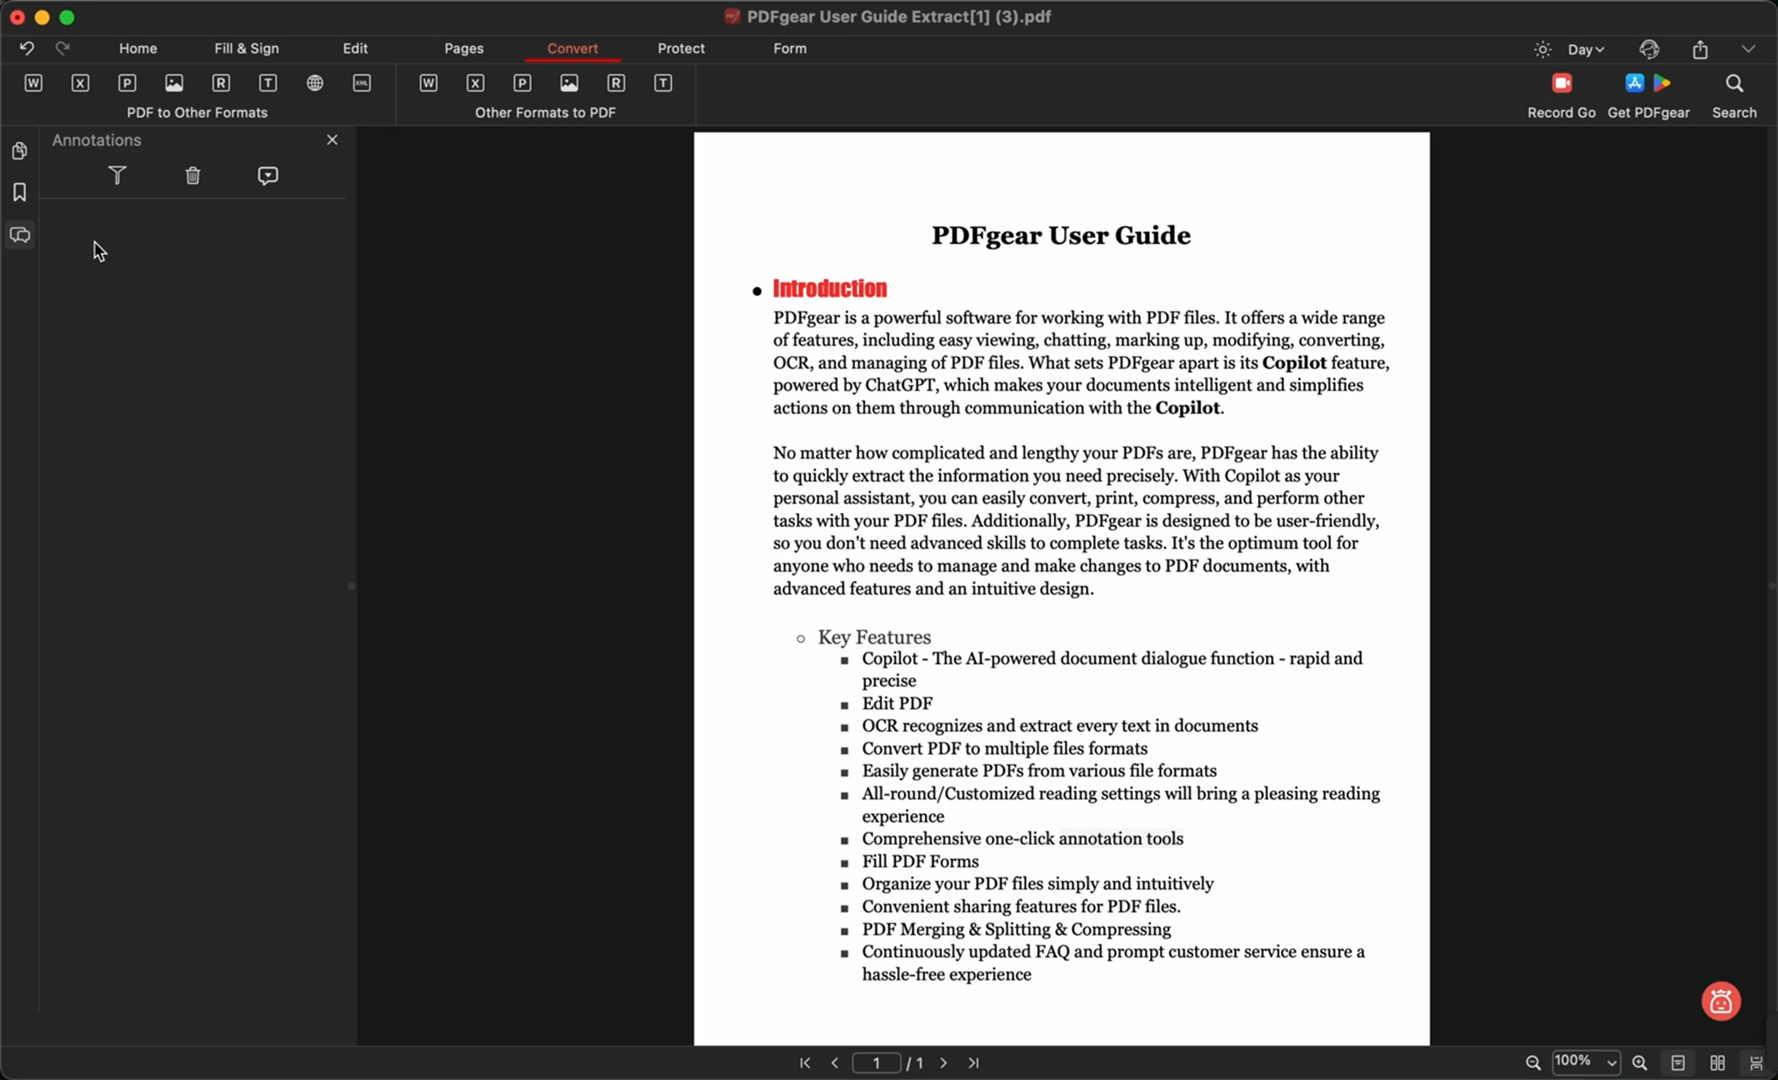 PDFgear User Guide Extract[1] (3).pdf
Home Fill & Sign Edit Pages Convert Protect Form Day
W X P R T XML W X P R T
PDF to Other Formats Other Formats to PDF Record Go Get PDFgear Search
Annotations
PDFgear User Guide
Introduction
PDFgear is a powerful software for working with PDF files. It offers a wide range
of features, including easy viewing, chatting, marking up, modifying, converting,
OCR, and managing of PDF files. What sets PDFgear apart is its Copilot feature,
powered by ChatGPT, which makes your documents intelligent and simplifies
actions on them through communication with the Copilot.
No matter how complicated and lengthy your PDFs are, PDFgear has the ability
to quickly extract the information you need precisely. With Copilot as your
personal assistant, you can easily convert, print, compress, and perform other
tasks with your PDF files. Additionally, PDFgear is designed to be user-friendly,
so you don't need advanced skills to complete tasks. It's the optimum tool for
anyone who needs to manage and make changes to PDF documents, with
advanced features and an intuitive design.
Key Features
Copilot - The AI-powered document dialogue function - rapid and
precise
Edit PDF
OCR recognizes and extract every text in documents
Convert PDF to multiple files formats
Easily generate PDFs from various file formats
All-round/Customized reading settings will bring a pleasing reading
experience
Comprehensive one-click annotation tools
Fill PDF Forms
Organize your PDF files simply and intuitively
Convenient sharing features for PDF files.
PDF Merging & Splitting & Compressing
Continuously updated FAQ and prompt customer service ensure a
hassle-free experience
1 / 1 100%